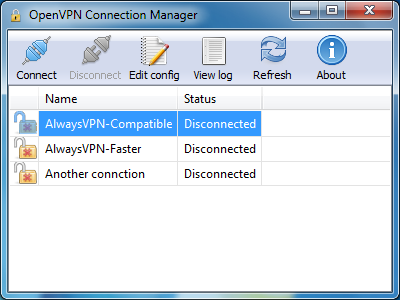 OpenVPN Connection Manager
Connect Disconnect Edit config View log Refresh About
Name Status
AlwaysVPN-Compatible Disconnected
AlwaysVPN-Faster Disconnected
Another connction Disconnected